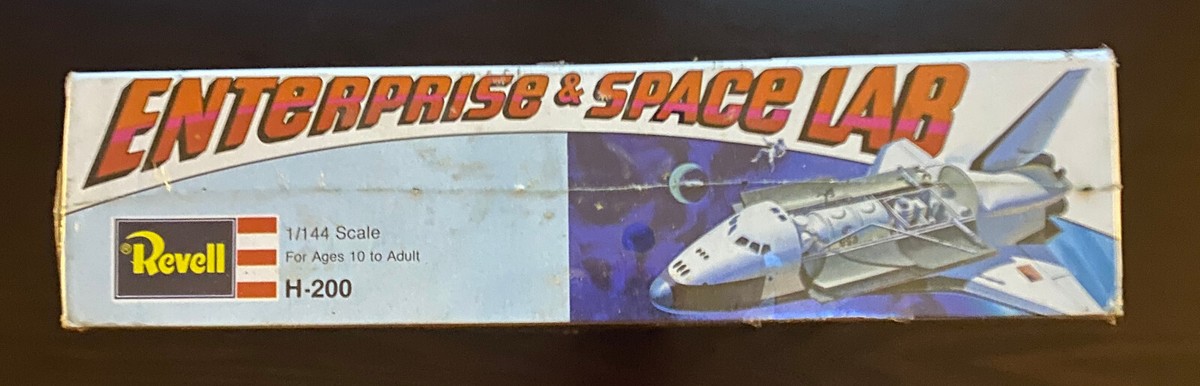 ENTERPRISE & SPACE LAB
® Revell
1/144 Scale
For Ages 10 to Adult
H-200